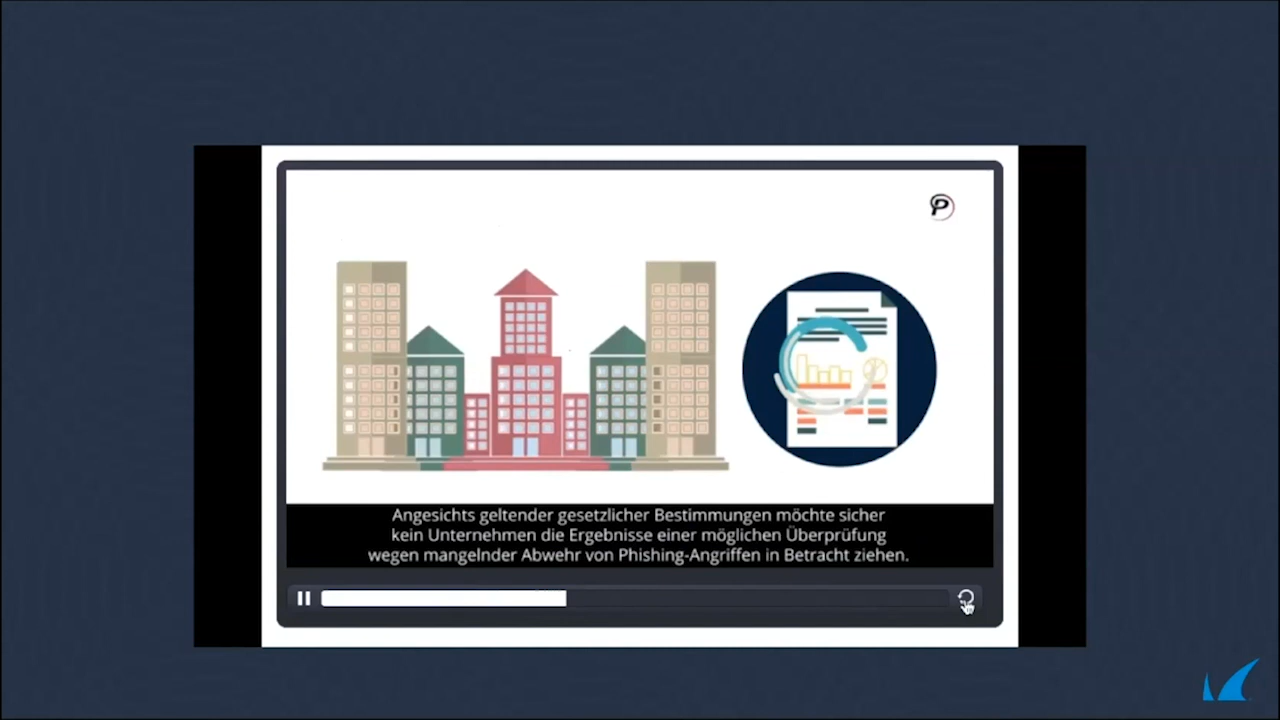 P
Angesichts geltender gesetzlicher Bestimmungen möchte sicher
kein Unternehmen die Ergebnisse einer möglichen Überprüfung
wegen mangelnder Abwehr von Phishing-Angriffen in Betracht ziehen.